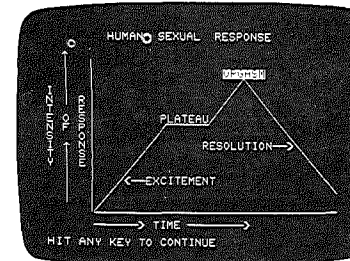 HUMAN SEXUAL RESPONSE
ORGASM
INTENSITY
OF
RESPONSE
PLATEAU
RESOLUTION
EXCITEMENT
TIME
HIT ANY KEY TO CONTINUE